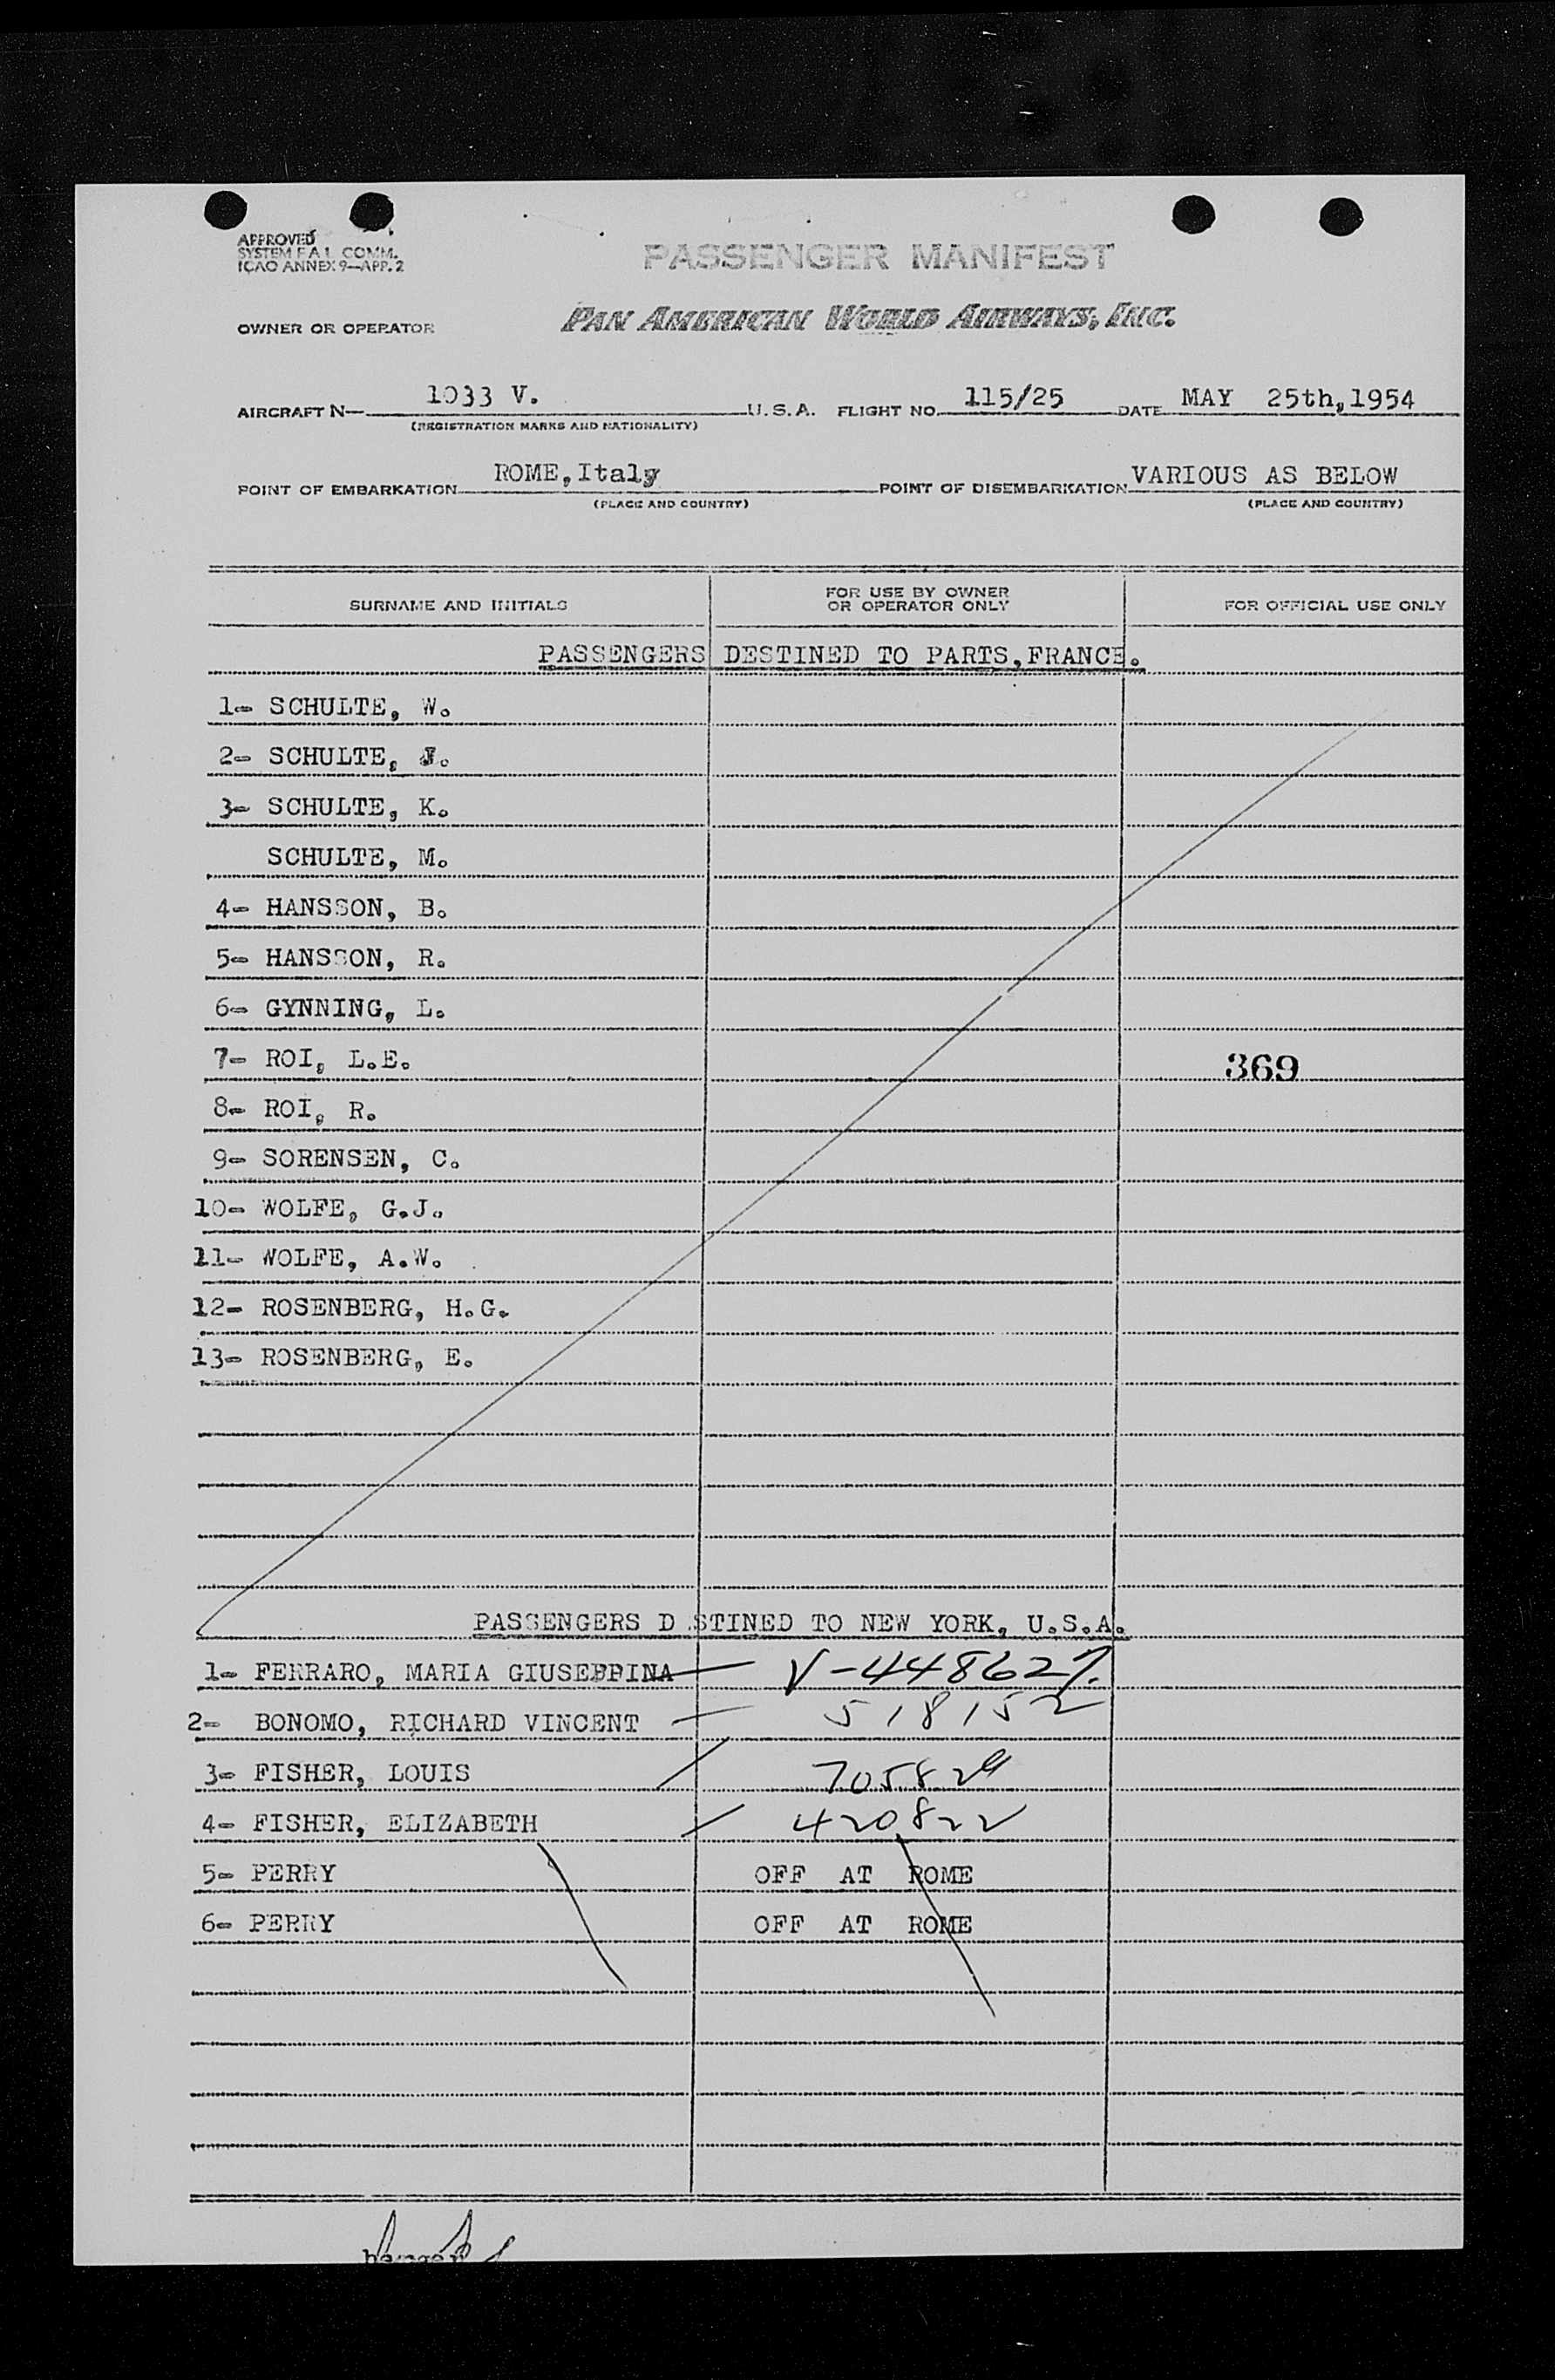 APPROVED
SYSTEM F A L COMM.
ICAO ANNEX 9—APP. 2
PASSENGER MANIFEST
OWNER OR OPERATOR
PAN AMERICAN WORLD AIRWAYS, INC.
AIRCRAFT N— 1033 V. U.S.A. FLIGHT NO. 115/25 DATE MAY 25th,1954
(REGISTRATION MARKS AND NATIONALITY)
POINT OF EMBARKATION ROME,Italy POINT OF DISEMBARKATION VARIOUS AS BELOW
(PLACE AND COUNTRY) (PLACE AND COUNTRY)
SURNAME AND INITIALS FOR USE BY OWNER OR OPERATOR ONLY FOR OFFICIAL USE ONLY
PASSENGERS DESTINED TO PARIS,FRANCE.
1- SCHULTE, W.
2- SCHULTE, J.
3- SCHULTE, K.
SCHULTE, M.
4- HANSSON, B.
5- HANSSON, R.
6- GYNNING, L.
7- ROI, L.E. 369
8- ROI, R.
9- SORENSEN, C.
10- WOLFE, G.J.
11- WOLFE, A.W.
12- ROSENBERG, H.G.
13- ROSENBERG, E.
PASSENGERS D STINED TO NEW YORK, U.S.A.
1- FERRARO, MARIA GIUSEPPINA V-448862
2- BONOMO, RICHARD VINCENT 518152
3- FISHER, LOUIS 705829
4- FISHER, ELIZABETH 420822
5- PERRY OFF AT ROME
6- PERRY OFF AT ROME